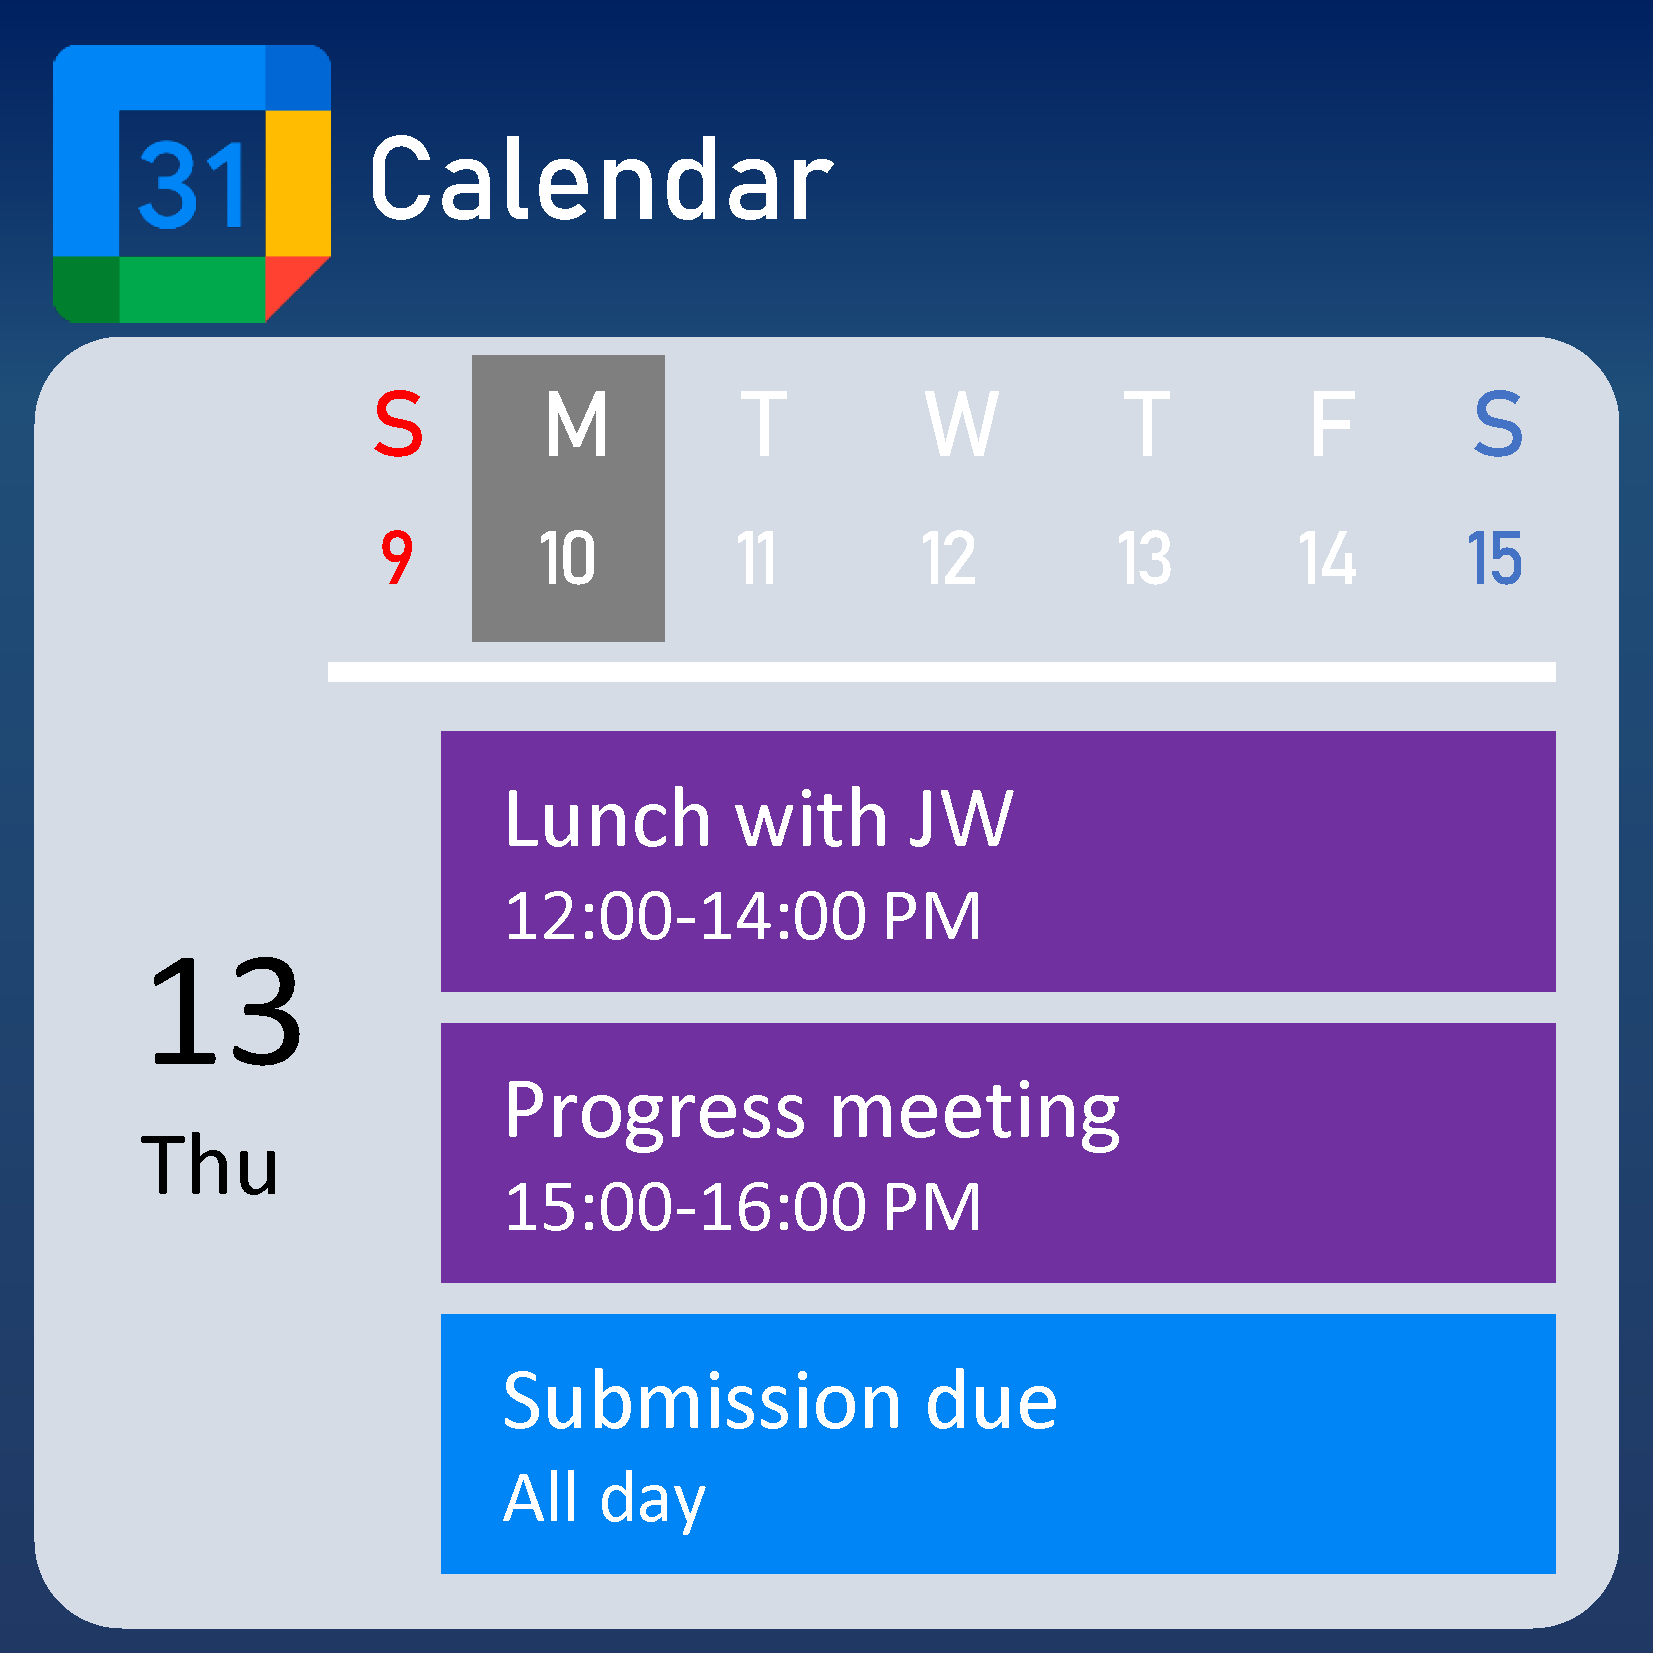 31
Calendar
S M T W T F S
9 10 11 12 13 14 15
Lunch with JW
12:00-14:00 PM
13
Thu
Progress meeting
15:00-16:00 PM
Submission due
All day